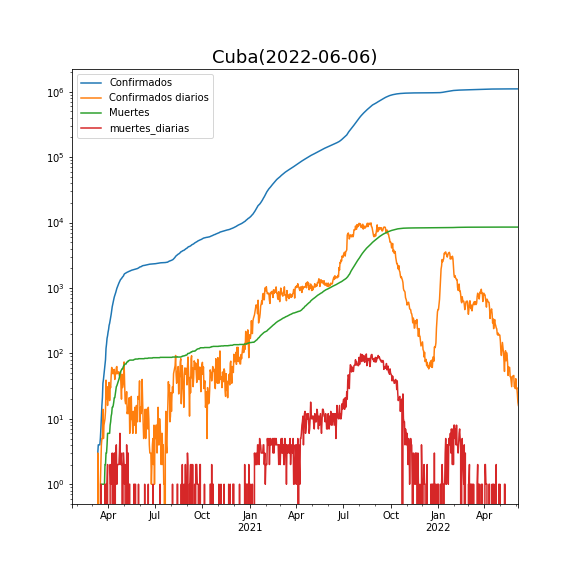 Cuba(2022-06-06)
Confirmados
Confirmados diarios
Muertes
muertes_diarias
10⁶
10⁵
10⁴
10³
10²
10¹
10⁰
Apr Jul Oct Jan Apr Jul Oct Jan Apr
2021 2022